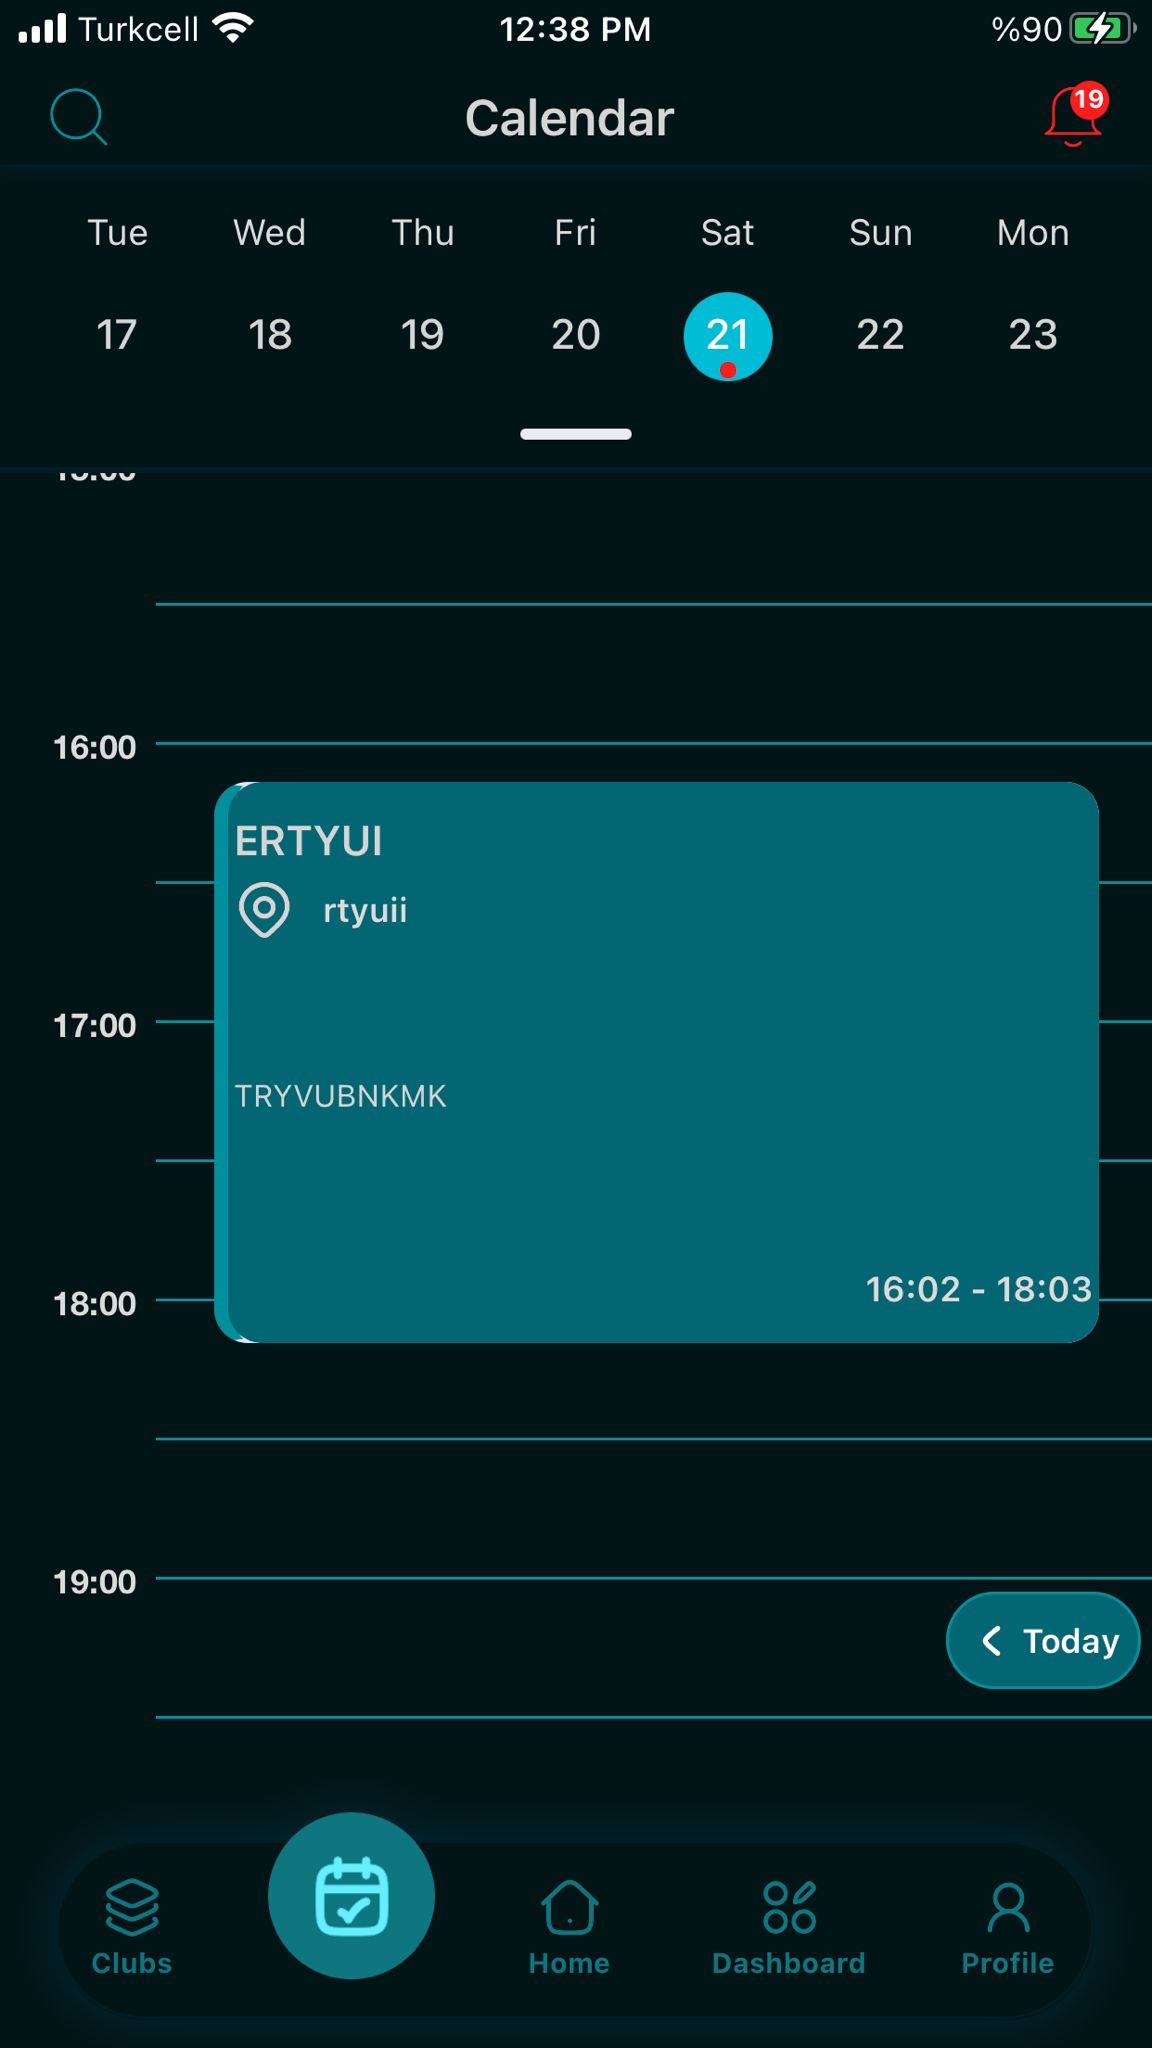 Turkcell 12:38 PM %90
Calendar
19
Tue Wed Thu Fri Sat Sun Mon
17 18 19 20 21 22 23
16:00
ERTYUI
rtyuii
17:00
TRYVUBNKMK
16:02 - 18:03
18:00
19:00
Today
Clubs Home Dashboard Profile